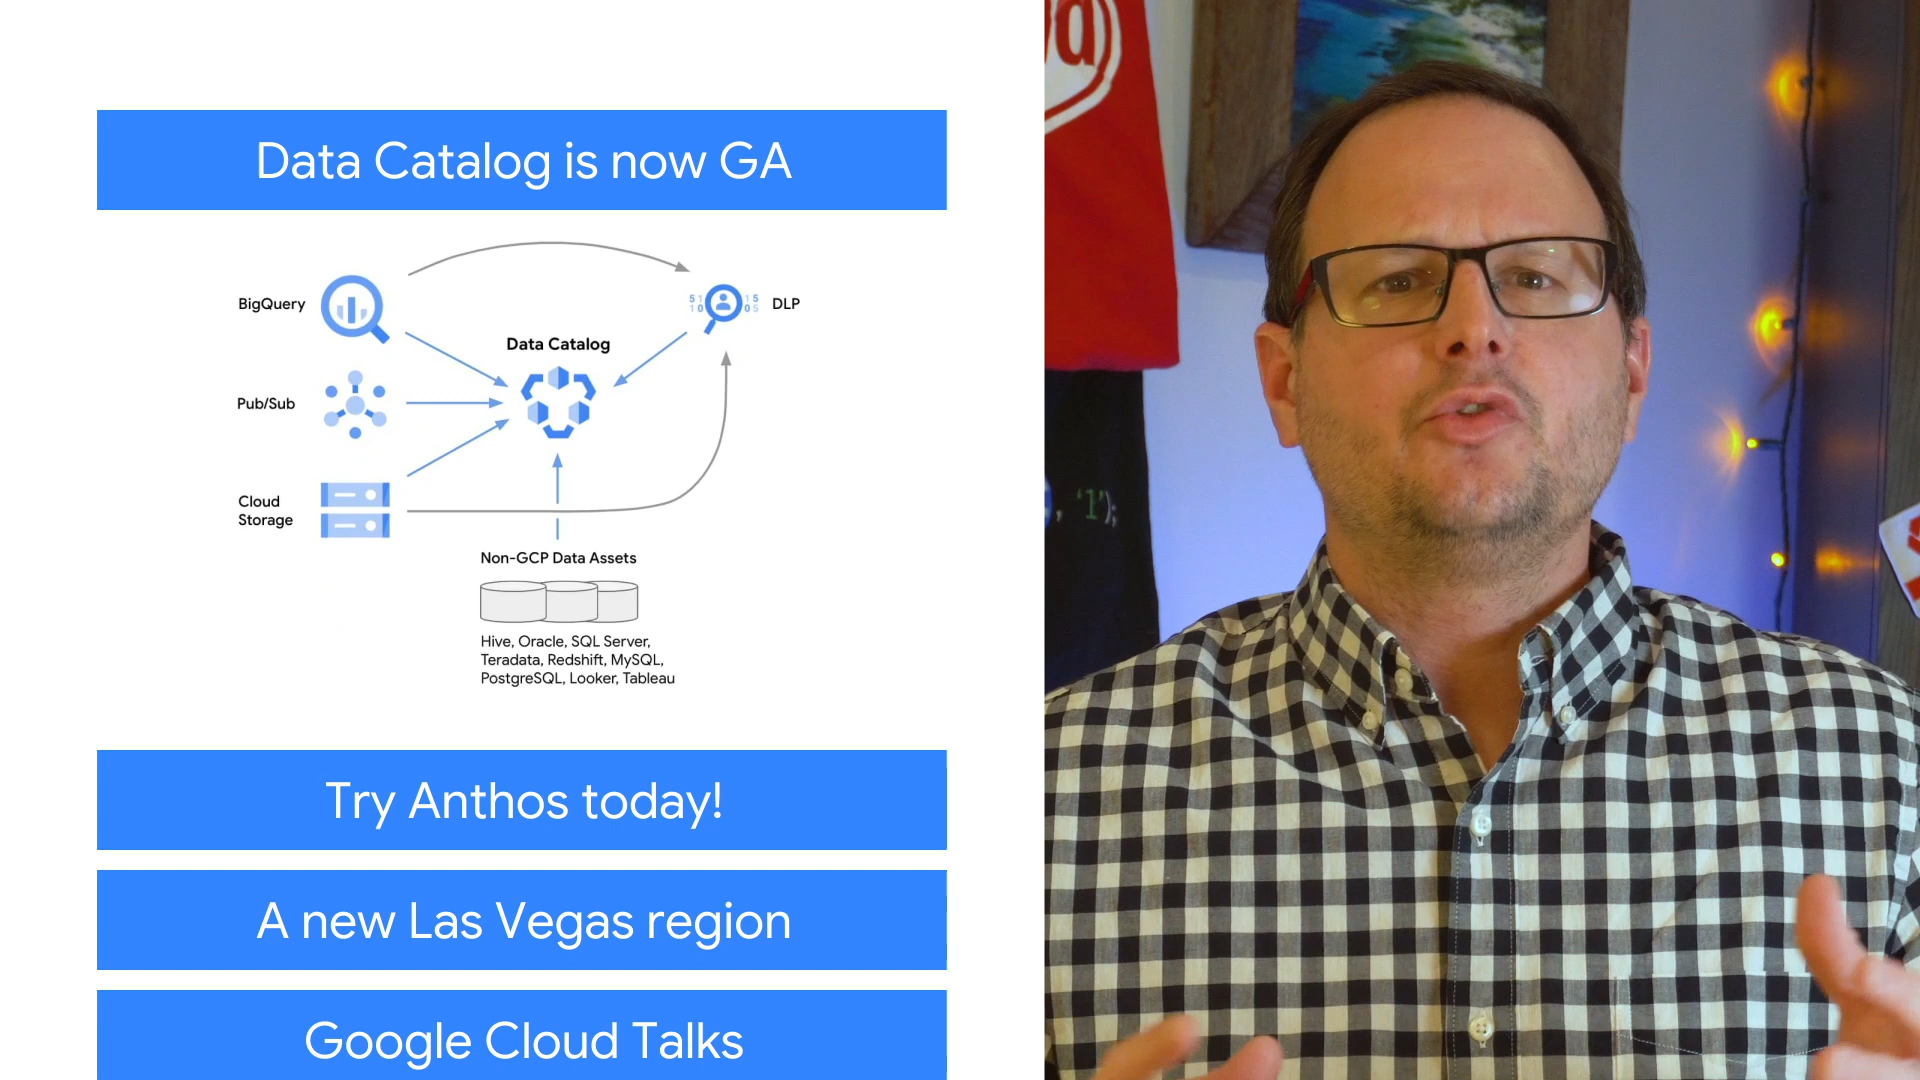 Data Catalog is now GA
BigQuery
DLP
Data Catalog
Pub/Sub
Cloud
Storage
Non-GCP Data Assets
Hive, Oracle, SQL Server,
Teradata, Redshift, MySQL,
PostgreSQL, Looker, Tableau
Try Anthos today!
A new Las Vegas region
Google Cloud Talks
, '1');